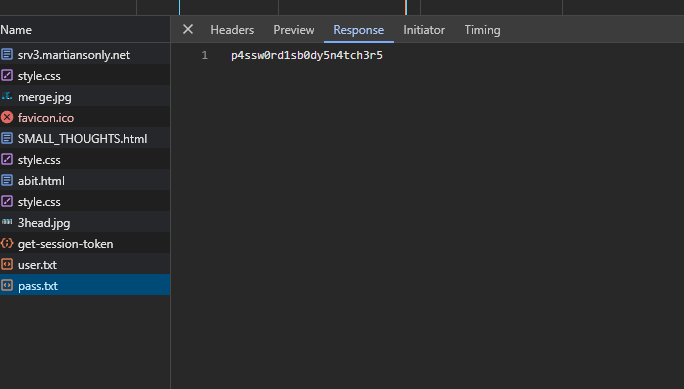 Name
Headers Preview Response Initiator Timing
srv3.martiansonly.net
style.css
merge.jpg
favicon.ico
SMALL_THOUGHTS.html
style.css
abit.html
style.css
3head.jpg
get-session-token
user.txt
pass.txt
1 p4ssw0rd1sb0dy5n4tch3r5